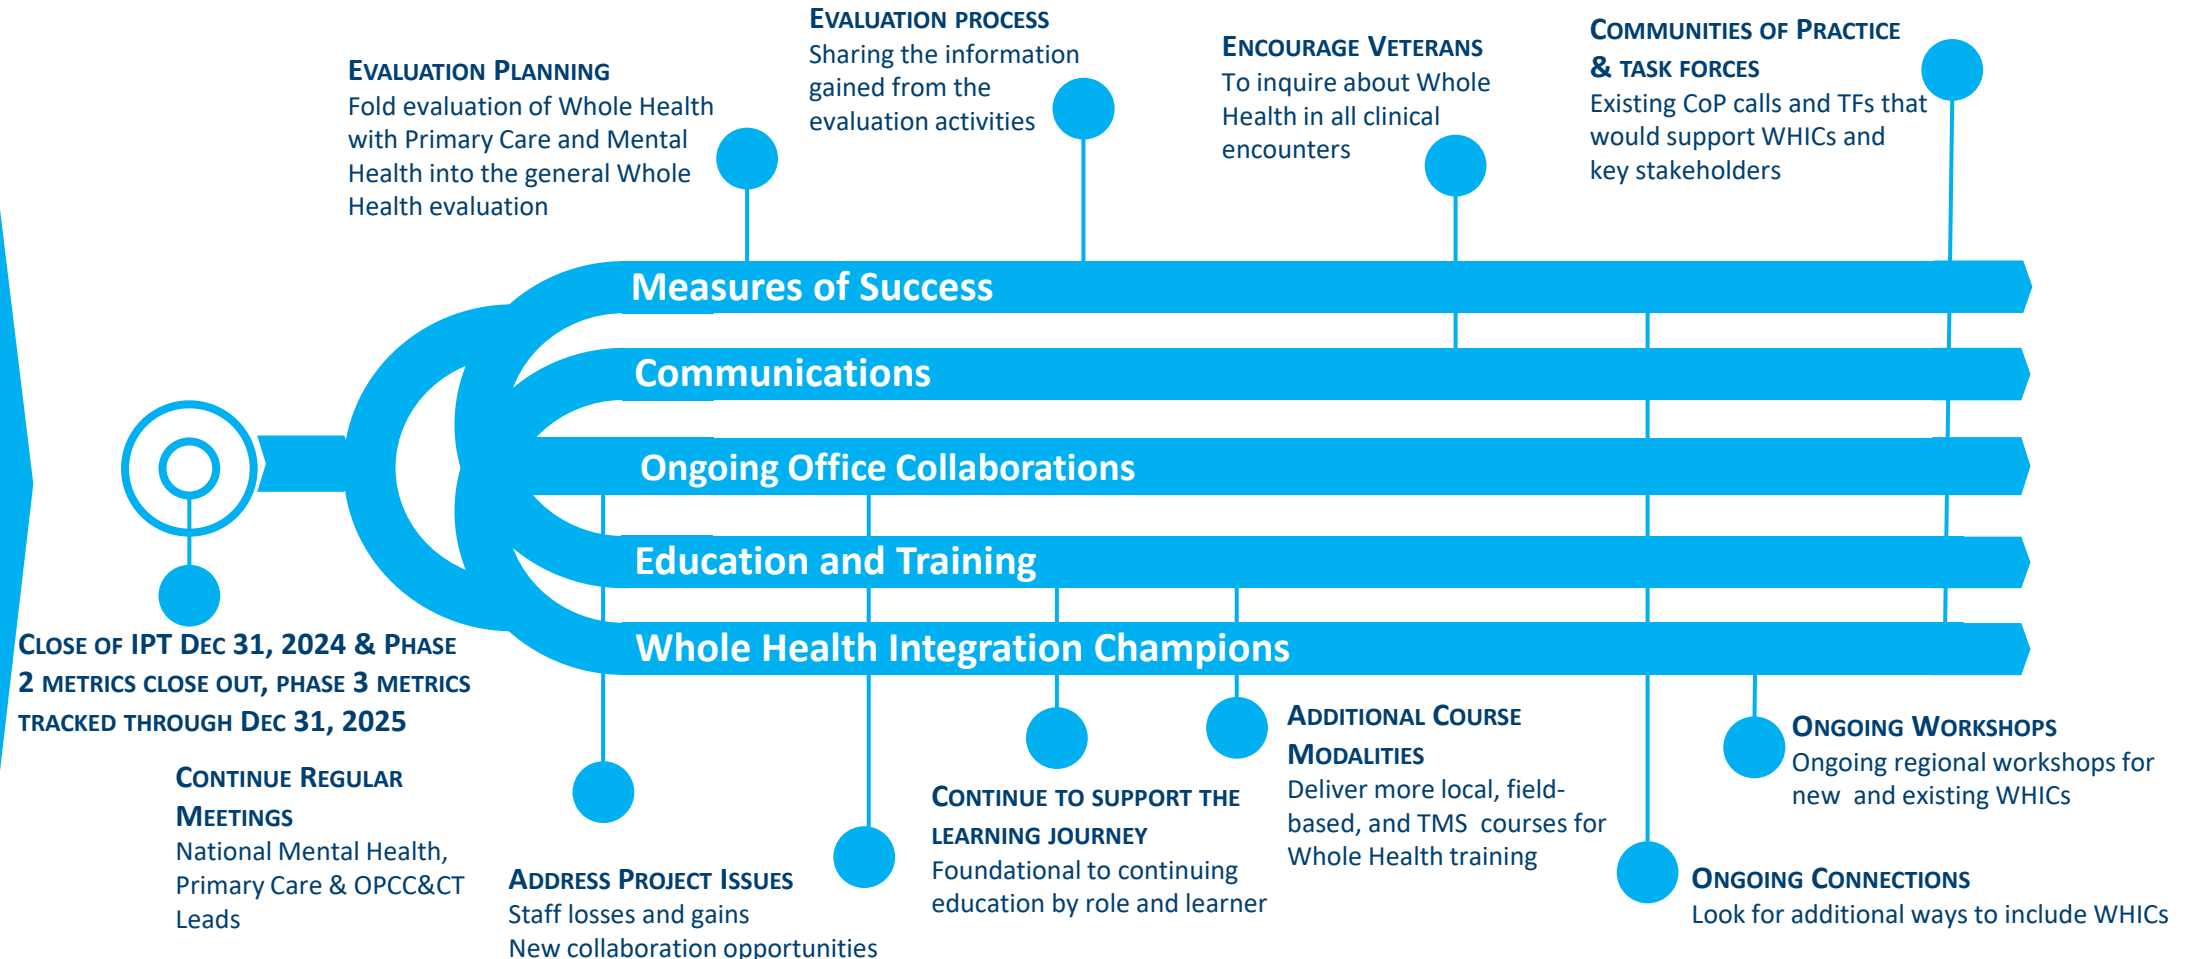 EVALUATION PLANNING
Fold evaluation of Whole Health
with Primary Care and Mental
Health into the general Whole
Health evaluation
EVALUATION PROCESS
Sharing the information
gained from the
evaluation activities
ENCOURAGE VETERANS
To inquire about Whole
Health in all clinical
encounters
COMMUNITIES OF PRACTICE
& TASK FORCES
Existing CoP calls and TFs that
would support WHICs and
key stakeholders
Measures of Success
Communications
Ongoing Office Collaborations
Education and Training
Whole Health Integration Champions
CLOSE OF IPT DEC 31, 2024 & PHASE
2 METRICS CLOSE OUT, PHASE 3 METRICS
TRACKED THROUGH DEC 31, 2025
CONTINUE REGULAR
MEETINGS
National Mental Health,
Primary Care & OPCC&CT
Leads
ADDRESS PROJECT ISSUES
Staff losses and gains
New collaboration opportunities
CONTINUE TO SUPPORT THE
LEARNING JOURNEY
Foundational to continuing
education by role and learner
ADDITIONAL COURSE
MODALITIES
Deliver more local, field-
based, and TMS courses for
Whole Health training
ONGOING WORKSHOPS
Ongoing regional workshops for
new and existing WHICs
ONGOING CONNECTIONS
Look for additional ways to include WHICs